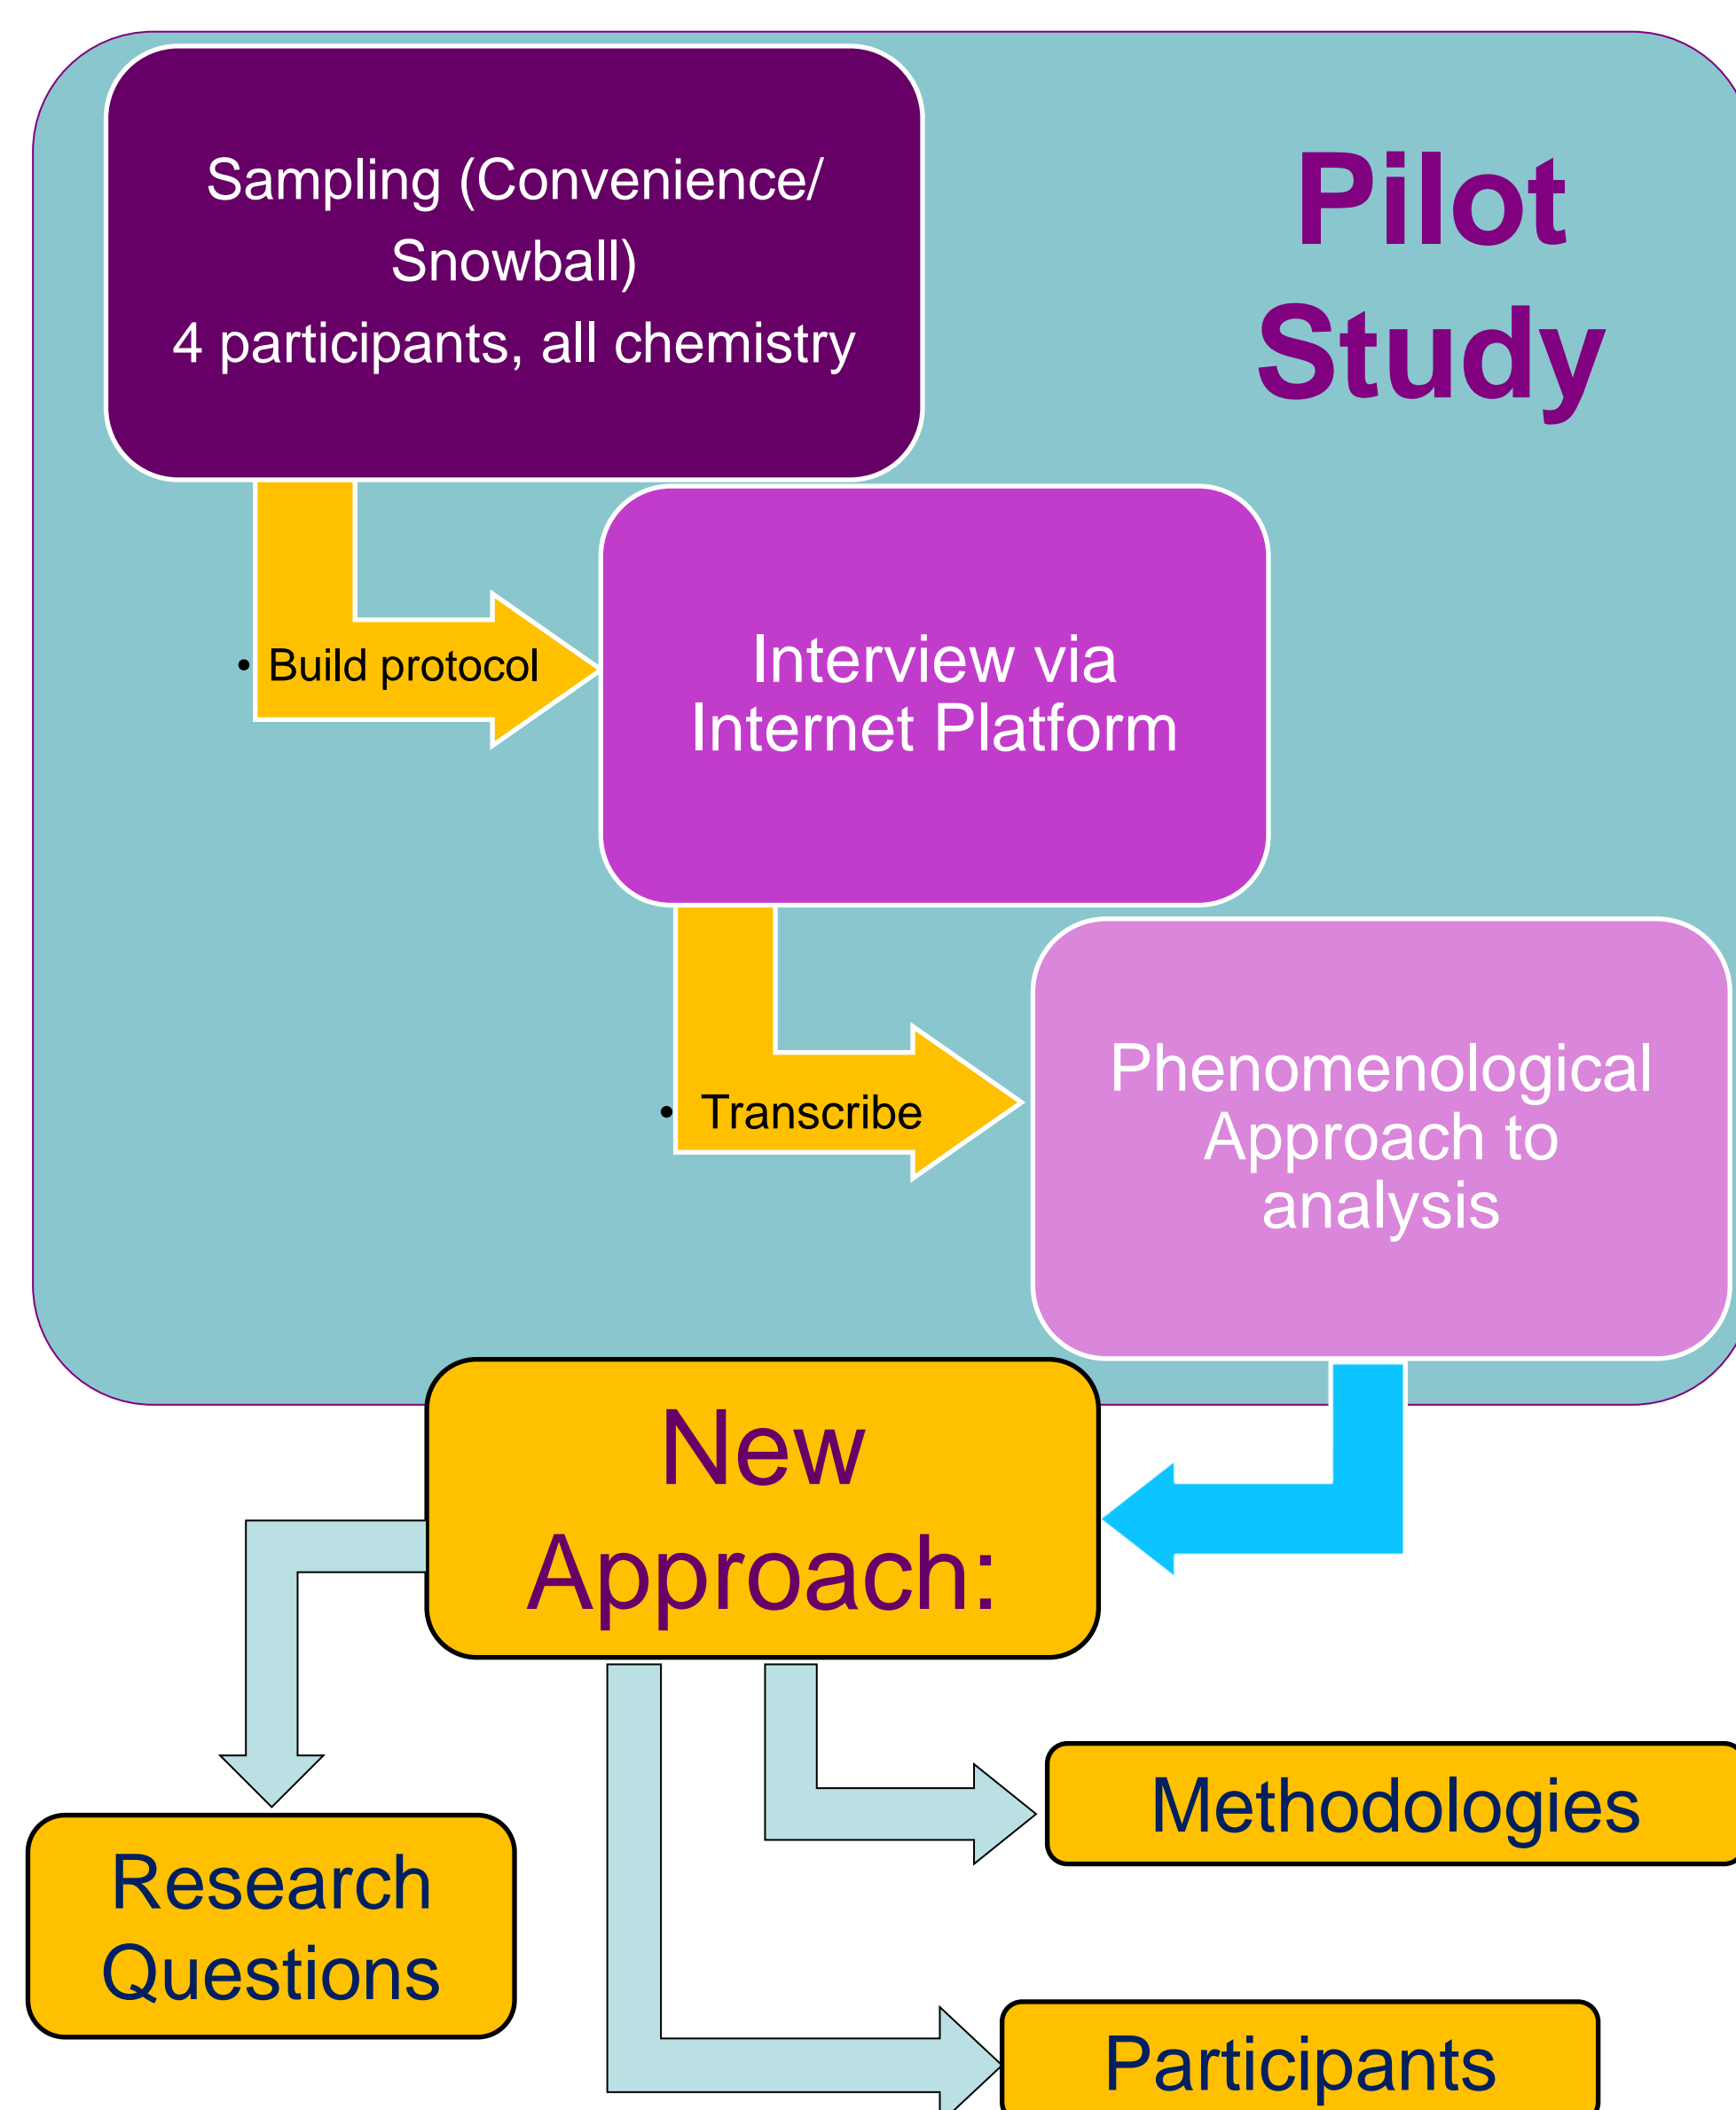 Sampling (Convenience/
Snowball)
4 participants, all chemistry
Pilot
Study
• Build protocol
Interview via
Internet Platform
• Transcribe
Phenomenological
Approach to
analysis
New
Approach:
Methodologies
Research
Questions
Participants